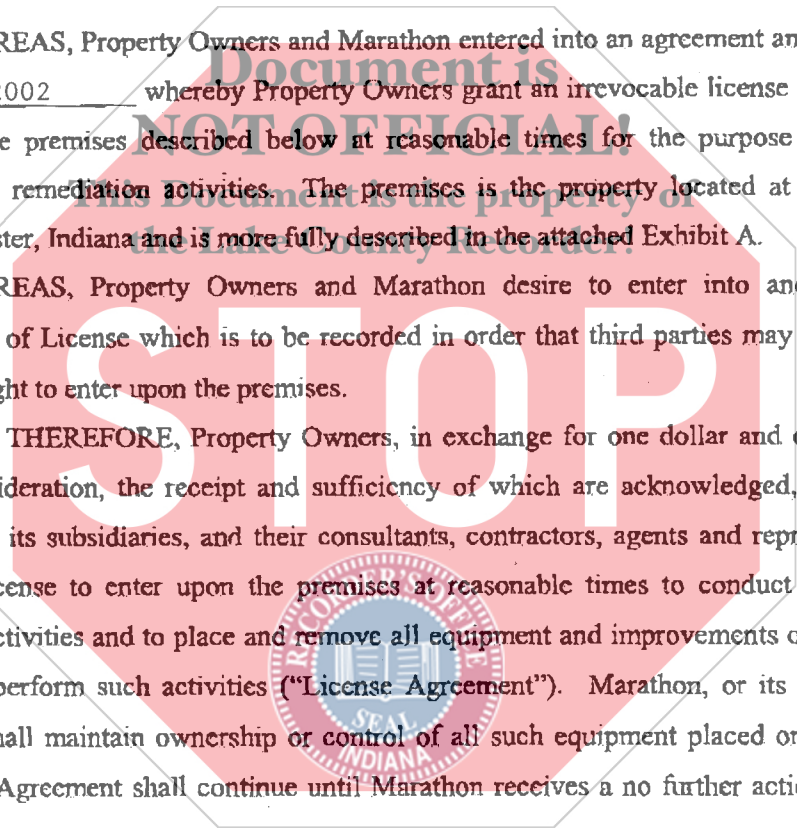 REAS, Property Owners and Marathon entered into an agreement an
2002 whereby Property Owners grant an irrevocable license
e premises described below at reasonable times for the purpose
remediation activities. The premises is the property located at
ster, Indiana and is more fully described in the attached Exhibit A.
REAS, Property Owners and Marathon desire to enter into an
of License which is to be recorded in order that third parties may
ght to enter upon the premises.
THEREFORE, Property Owners, in exchange for one dollar and
ideration, the receipt and sufficiency of which are acknowledged,
its subsidiaries, and their consultants, contractors, agents and repr
cense to enter upon the premises at reasonable times to conduct
ctivities and to place and remove all equipment and improvements o
perform such activities ("License Agreement"). Marathon, or its
hall maintain ownership or control of all such equipment placed or
Agreement shall continue until Marathon receives a no further acti
Document is
NOT OFFICIAL!
This Document is the property of
the Lake County Recorder!
STOP
RECORDER'S OFFICE
SEAL
INDIANA